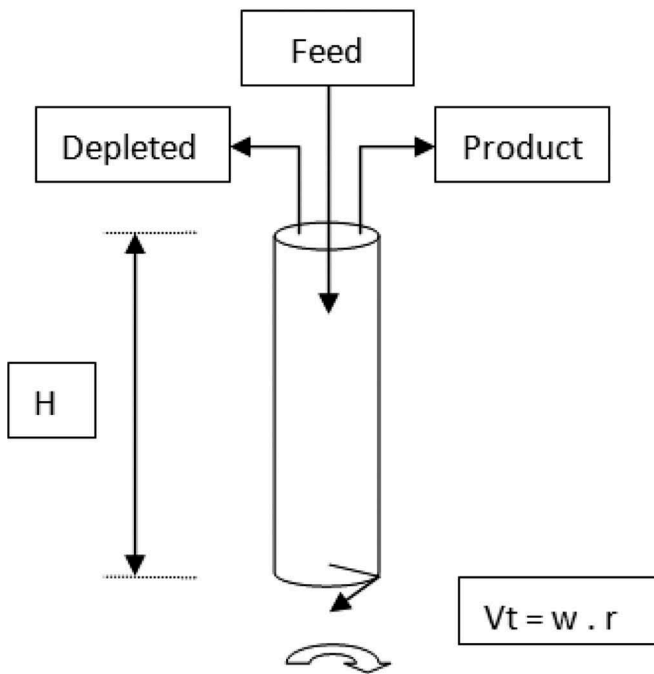 Feed
Depleted
Product
H
Vt = w . r